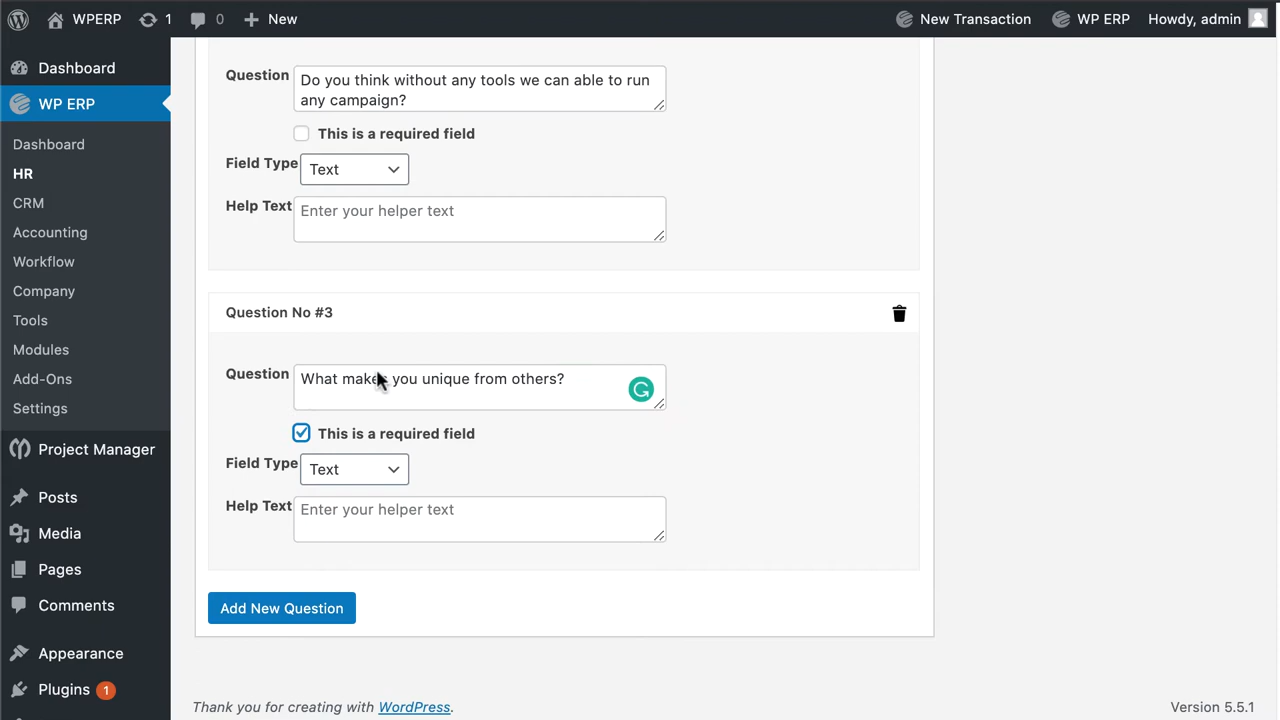 WPERP 1 0 New New Transaction WP ERP Howdy, admin
Dashboard
WP ERP
Dashboard
HR
CRM
Accounting
Workflow
Company
Tools
Modules
Add-Ons
Settings
Project Manager
Posts
Media
Pages
Comments
Appearance
Plugins 1
Question
Do you think without any tools we can able to run
any campaign?
This is a required field
Field Type Text
Help Text Enter your helper text
Question No #3
Question What makes you unique from others?
This is a required field
Field Type Text
Help Text Enter your helper text
Add New Question
Thank you for creating with WordPress. Version 5.5.1